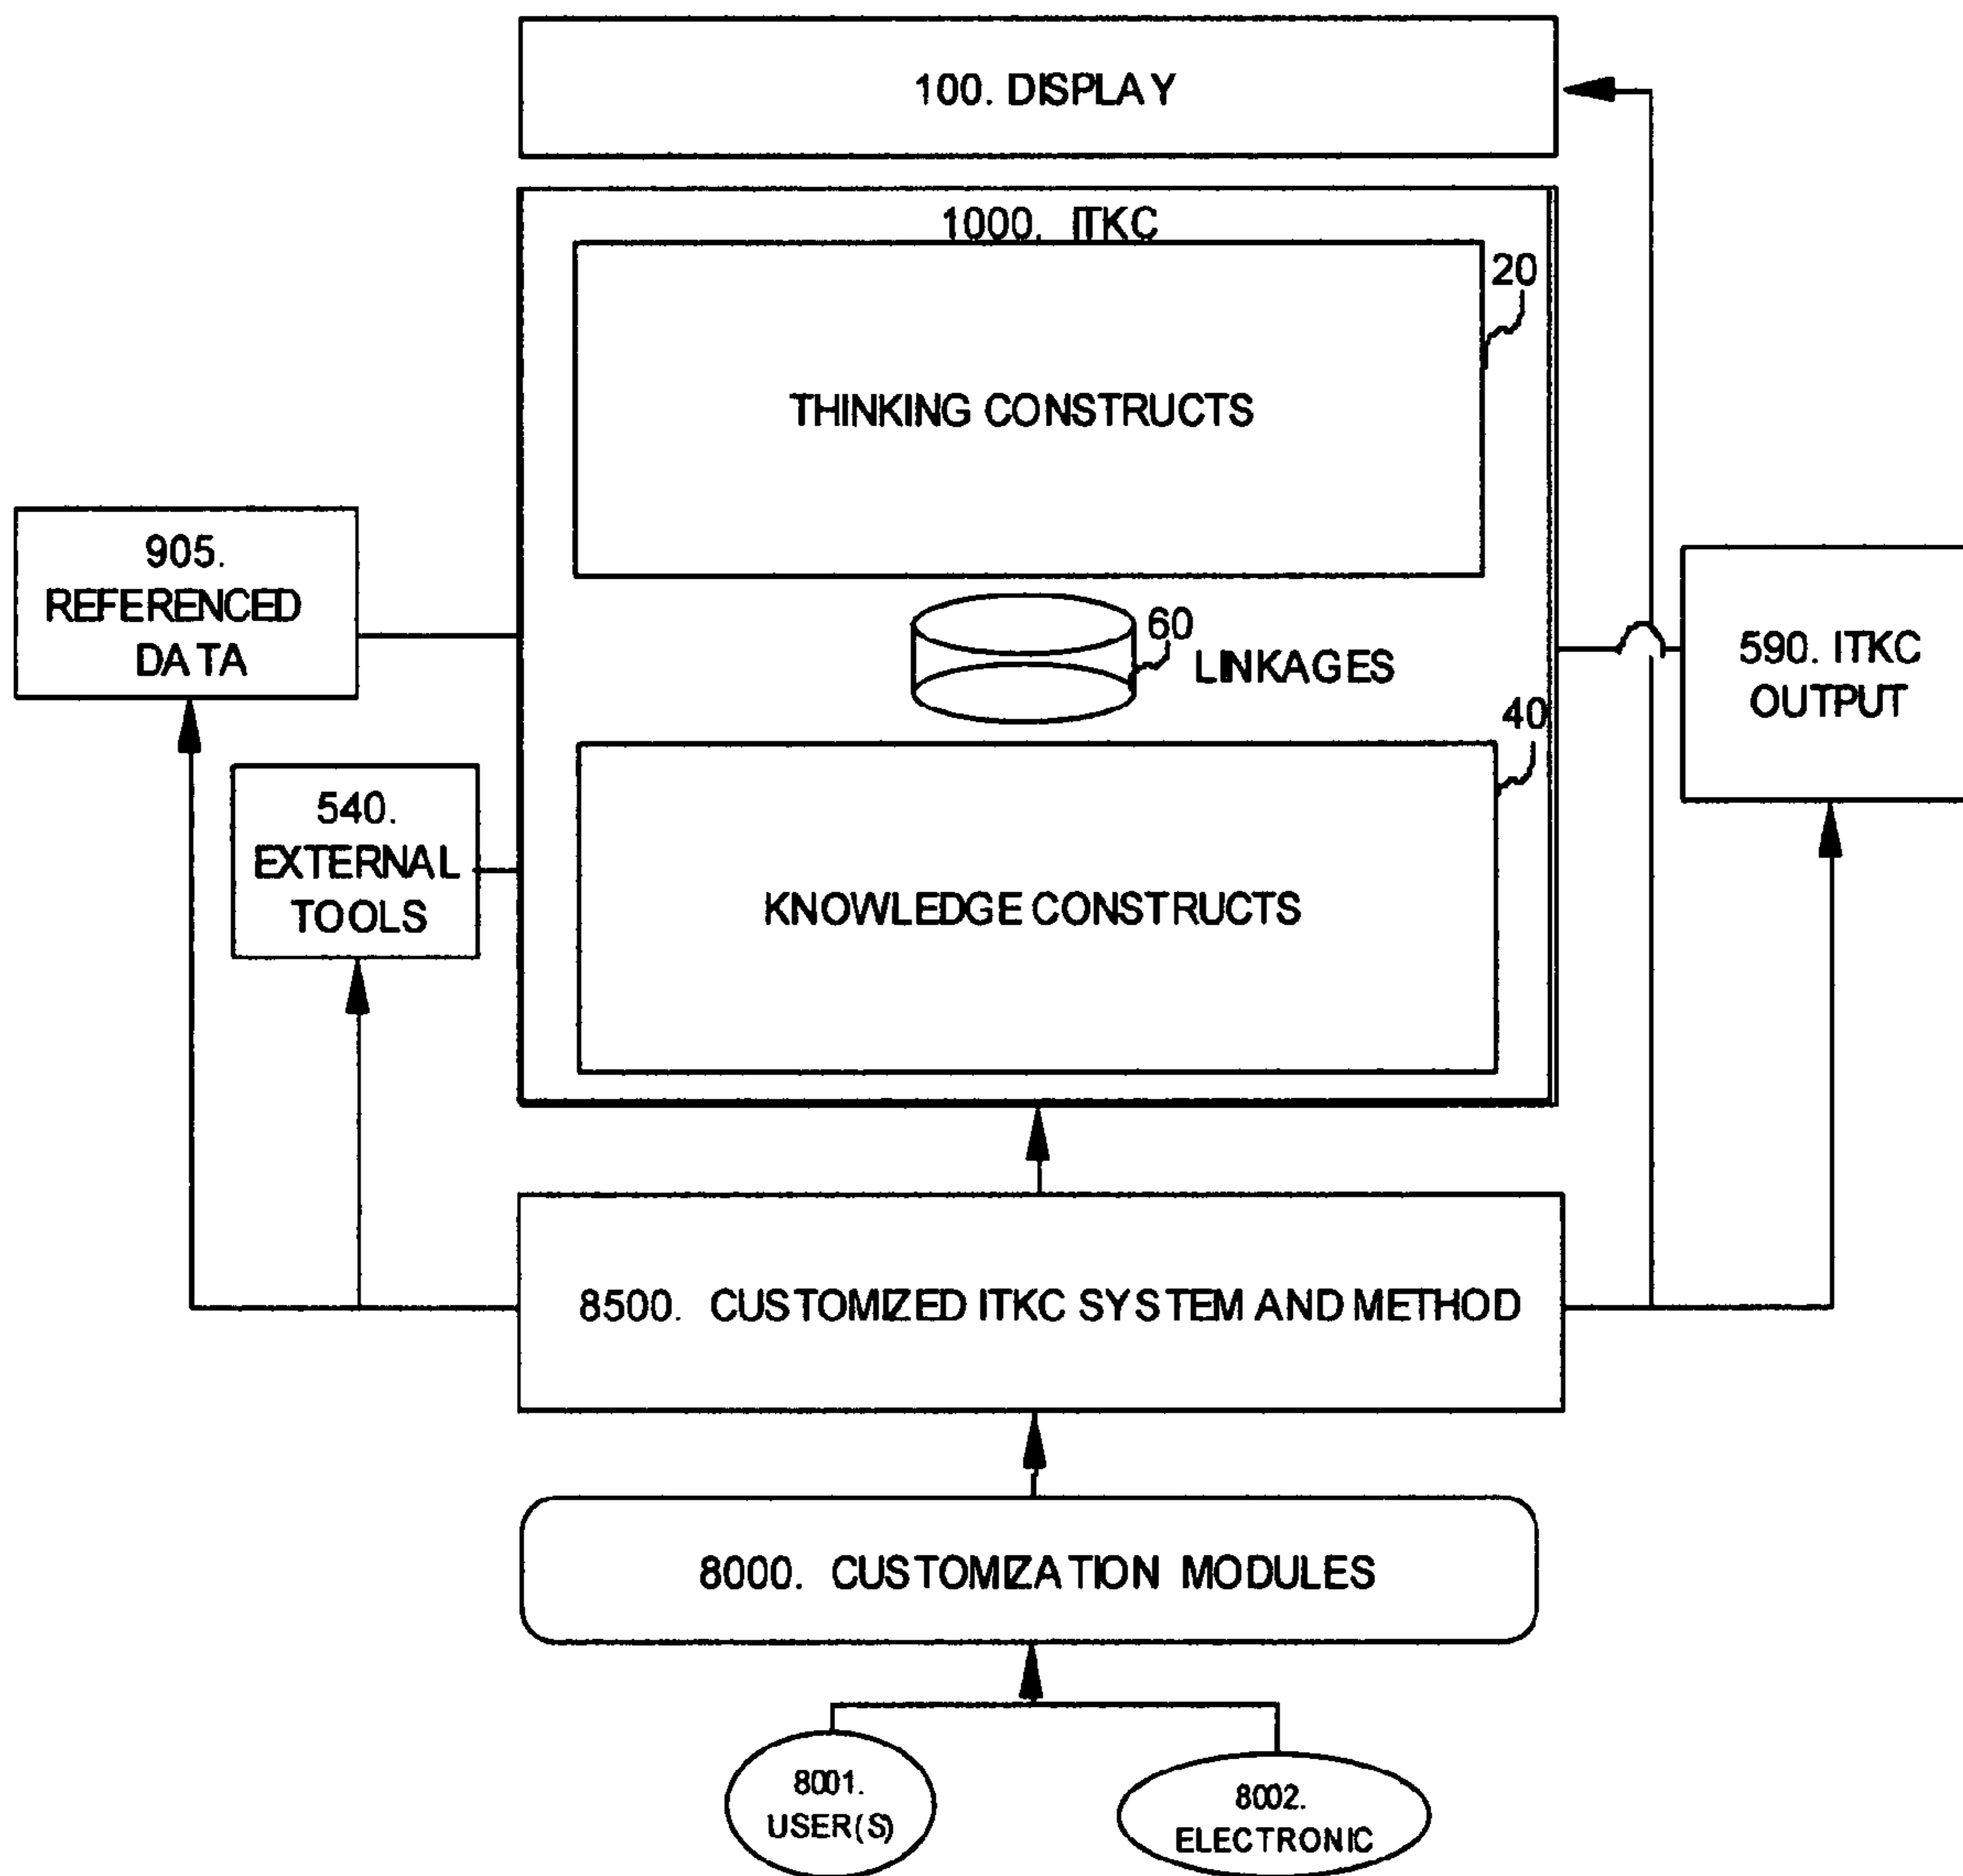 100. DISPLAY
1000. ITKC
20
THINKING CONSTRUCTS
905.
REFERENCED
DATA
60
LINKAGES
590. ITKC
OUTPUT
40
540.
EXTERNAL
TOOLS
KNOWLEDGE CONSTRUCTS
8500. CUSTOMIZED ITKC SYSTEM AND METHOD
8000. CUSTOMIZATION MODULES
8001.
USER(S)
8002.
ELECTRONIC